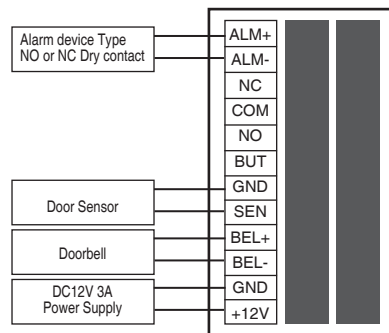 Alarm device Type
NO or NC Dry contact
ALM+
ALM-
NC
COM
NO
BUT
GND
Door Sensor
SEN
BEL+
Doorbell
BEL-
DC12V 3A
Power Supply
GND
+12V